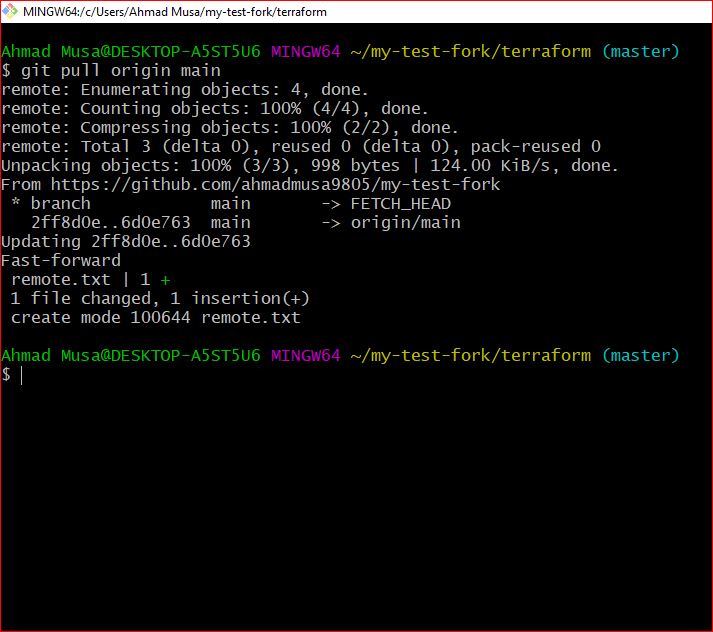 MINGW64:/c/Users/Ahmad Musa/my-test-fork/terraform
Ahmad Musa@DESKTOP-A5ST5U6 MINGW64 ~/my-test-fork/terraform (master)
$ git pull origin main
remote: Enumerating objects: 4, done.
remote: Counting objects: 100% (4/4), done.
remote: Compressing objects: 100% (2/2), done.
remote: Total 3 (delta 0), reused 0 (delta 0), pack-reused 0
Unpacking objects: 100% (3/3), 998 bytes | 124.00 KiB/s, done.
From https://github.com/ahmadmusa9805/my-test-fork
 * branch            main       -> FETCH_HEAD
   2ff8d0e..6d0e763  main       -> origin/main
Updating 2ff8d0e..6d0e763
Fast-forward
 remote.txt | 1 +
 1 file changed, 1 insertion(+)
 create mode 100644 remote.txt
Ahmad Musa@DESKTOP-A5ST5U6 MINGW64 ~/my-test-fork/terraform (master)
$